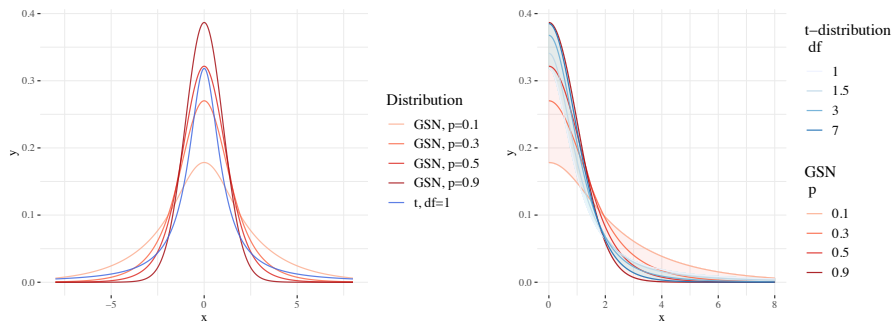 0.4
0.3
0.2
0.1
0.0
y
−5
0
5
x
Distribution
GSN, p=0.1
GSN, p=0.3
GSN, p=0.5
GSN, p=0.9
t, df=1
0.4
0.3
0.2
0.1
0.0
y
0
2
4
6
8
x
t−distribution
df
1
1.5
3
7
GSN
p
0.1
0.3
0.5
0.9